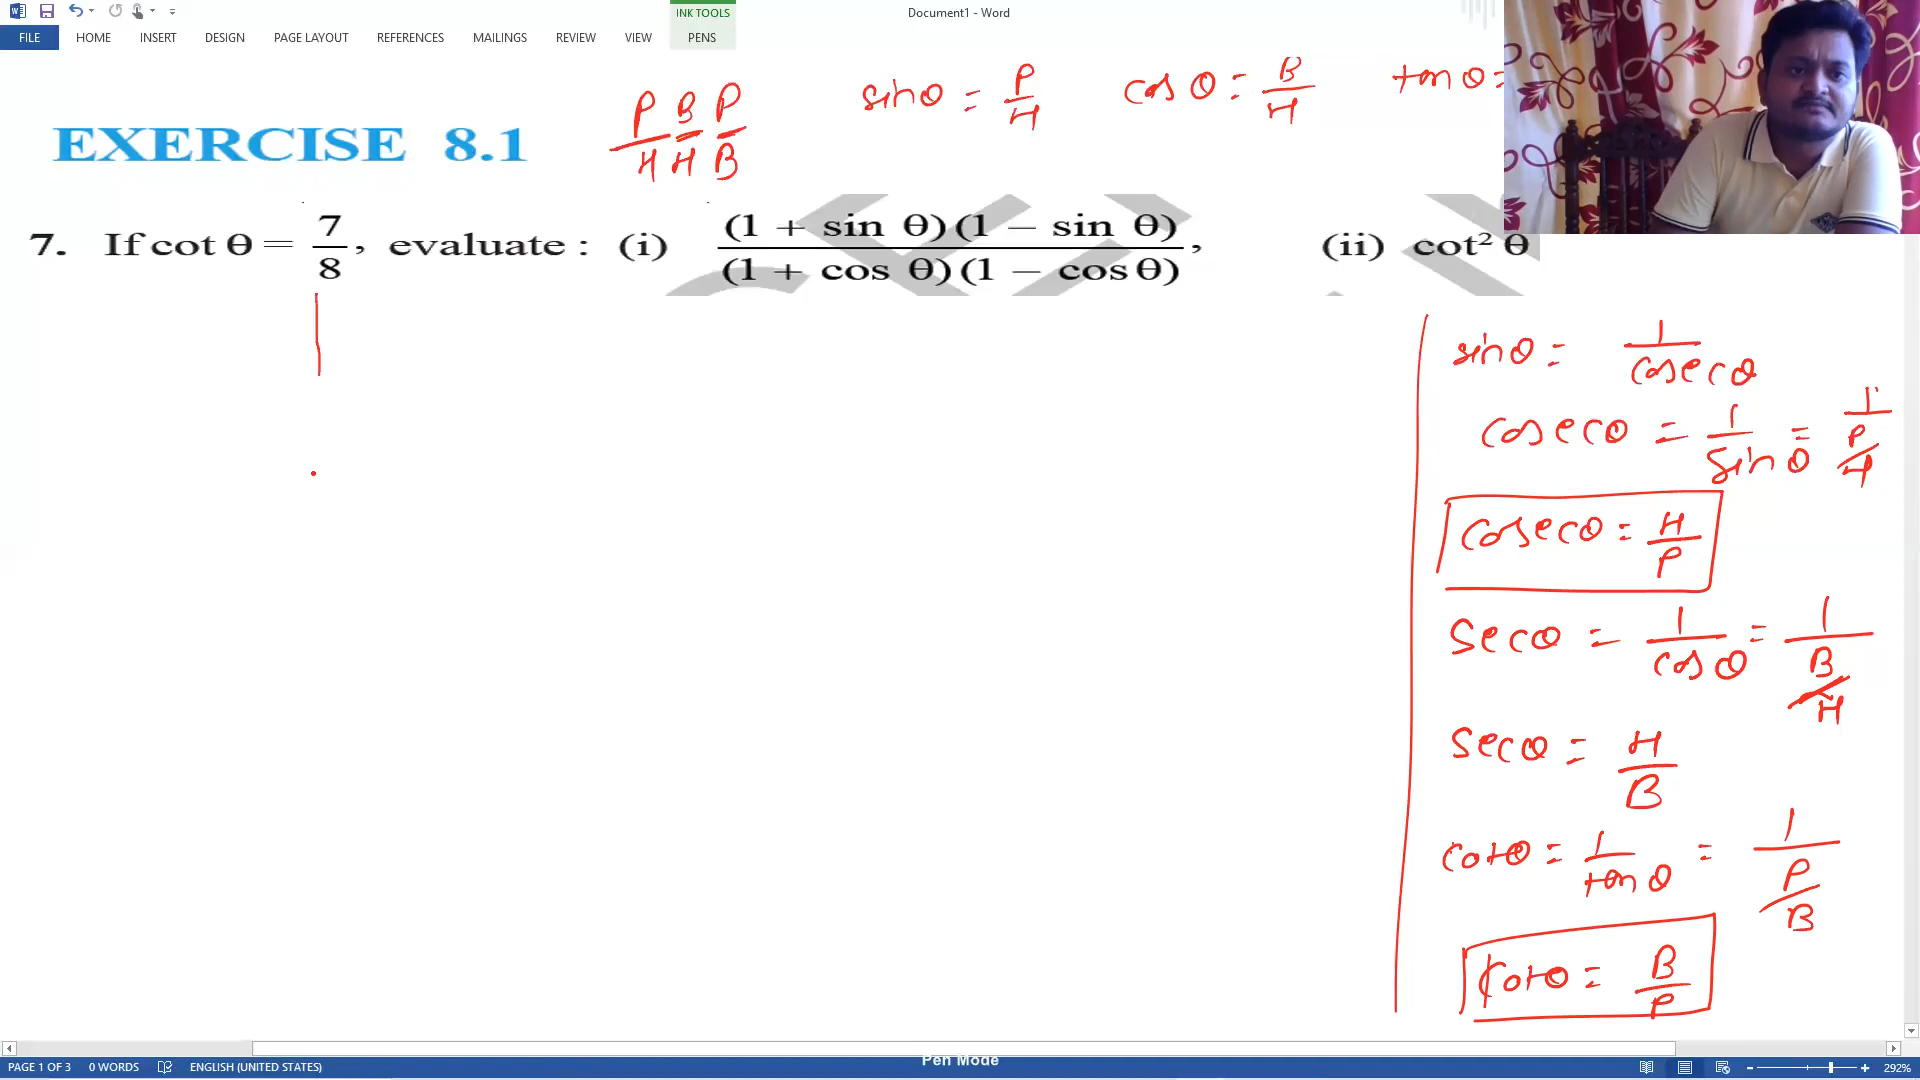 Document1 - Word
INK TOOLS
FILE HOME INSERT DESIGN PAGE LAYOUT REFERENCES MAILINGS REVIEW VIEW PENS
EXERCISE 8.1
P/H B/H P/B
sinθ = P/H cosθ = B/H tanθ =
7. If cot θ = 7/8, evaluate : (i) (1 + sin θ)(1 − sin θ)/(1 + cos θ)(1 − cos θ), (ii) cot² θ
sinθ = 1/cosecθ
cosecθ = 1/sinθ = 1/(P/H)
cosecθ = H/P
secθ = 1/cosθ = 1/(B/H)
secθ = H/B
cotθ = 1/tanθ = 1/(P/B)
cotθ = B/P
Pen Mode
PAGE 1 OF 3 0 WORDS ENGLISH (UNITED STATES) 292%